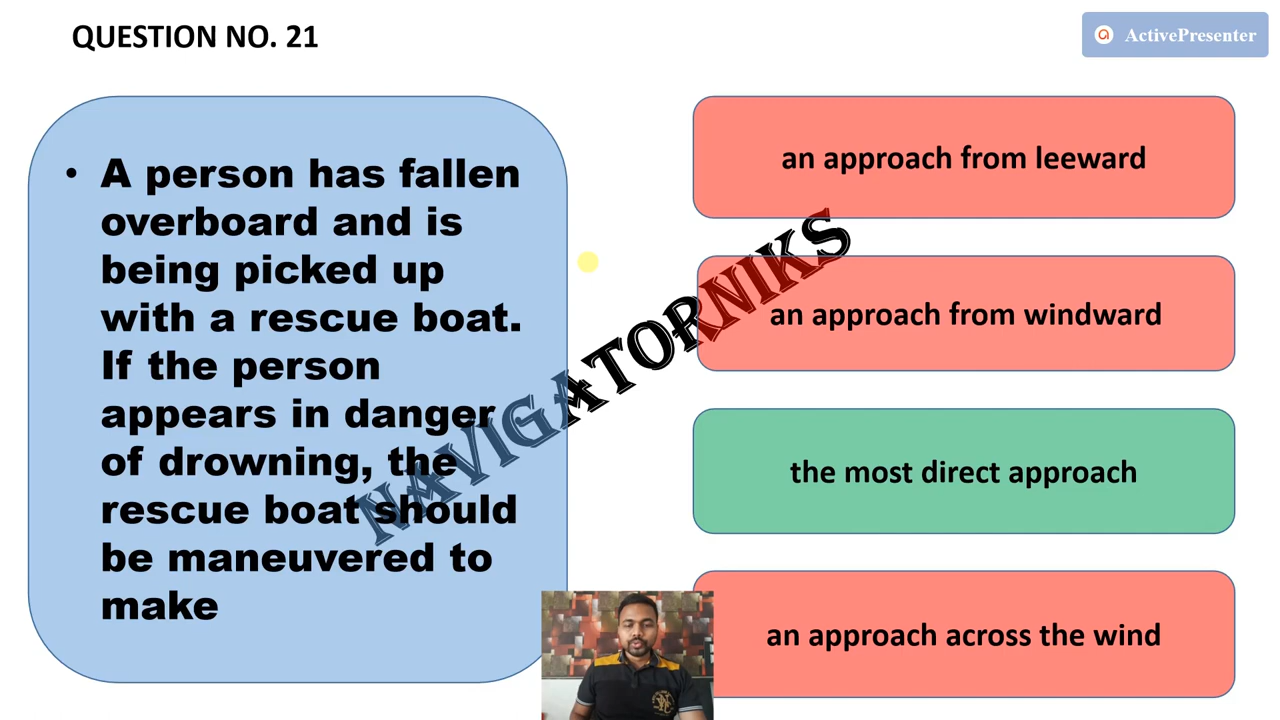 QUESTION NO. 21
ActivePresenter
• A person has fallen
overboard and is
being picked up
with a rescue boat.
If the person
appears in danger
of drowning, the
rescue boat should
be maneuvered to
make
an approach from leeward
an approach from windward
the most direct approach
an approach across the wind
NAVIGATORNIKS